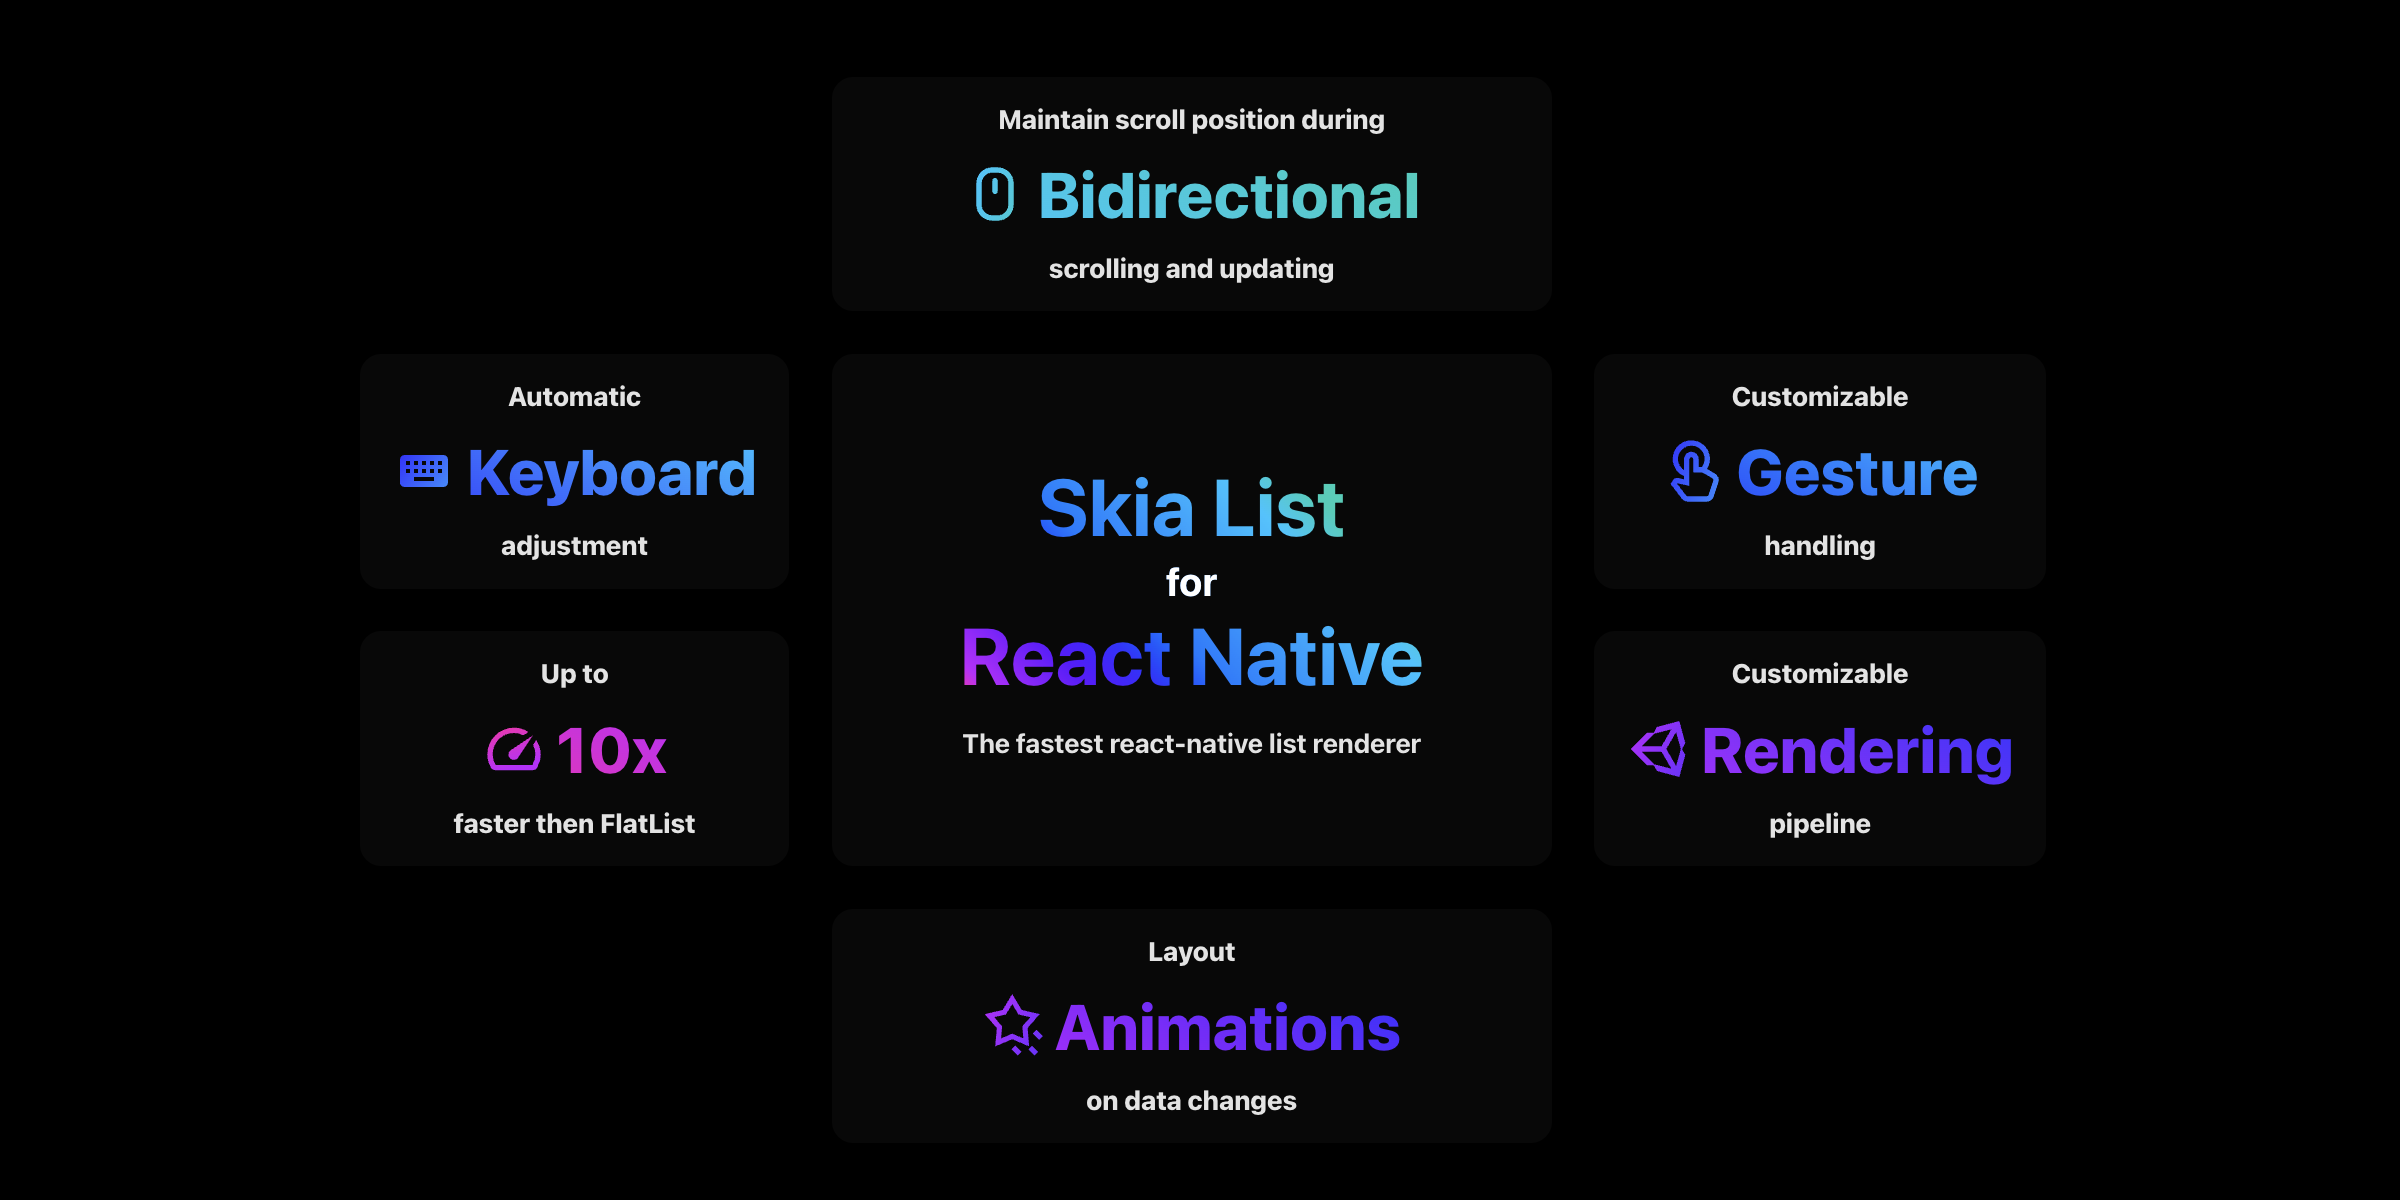 Maintain scroll position during
Bidirectional
scrolling and updating
Automatic
Keyboard
adjustment
Skia List
for
React Native
The fastest react-native list renderer
Customizable
Gesture
handling
Up to
10x
faster then FlatList
Customizable
Rendering
pipeline
Layout
Animations
on data changes